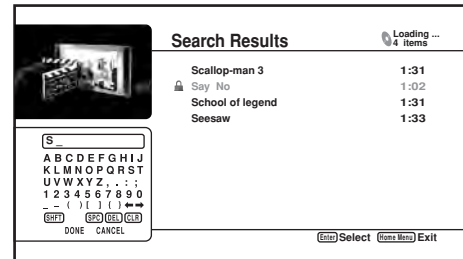 Search Results
Loading ...
4 items
Scallop-man 3 1:31
Say No 1:02
School of legend 1:31
Seesaw 1:33
S _
A B C D E F G H I J
K L M N O P Q R S T
U V W X Y Z , . : ;
1 2 3 4 5 6 7 8 9 0
_ – ( ) [ ] { } ⬅ ➡
SHFT SPC DEL CLR
DONE CANCEL
Enter Select Home Menu Exit